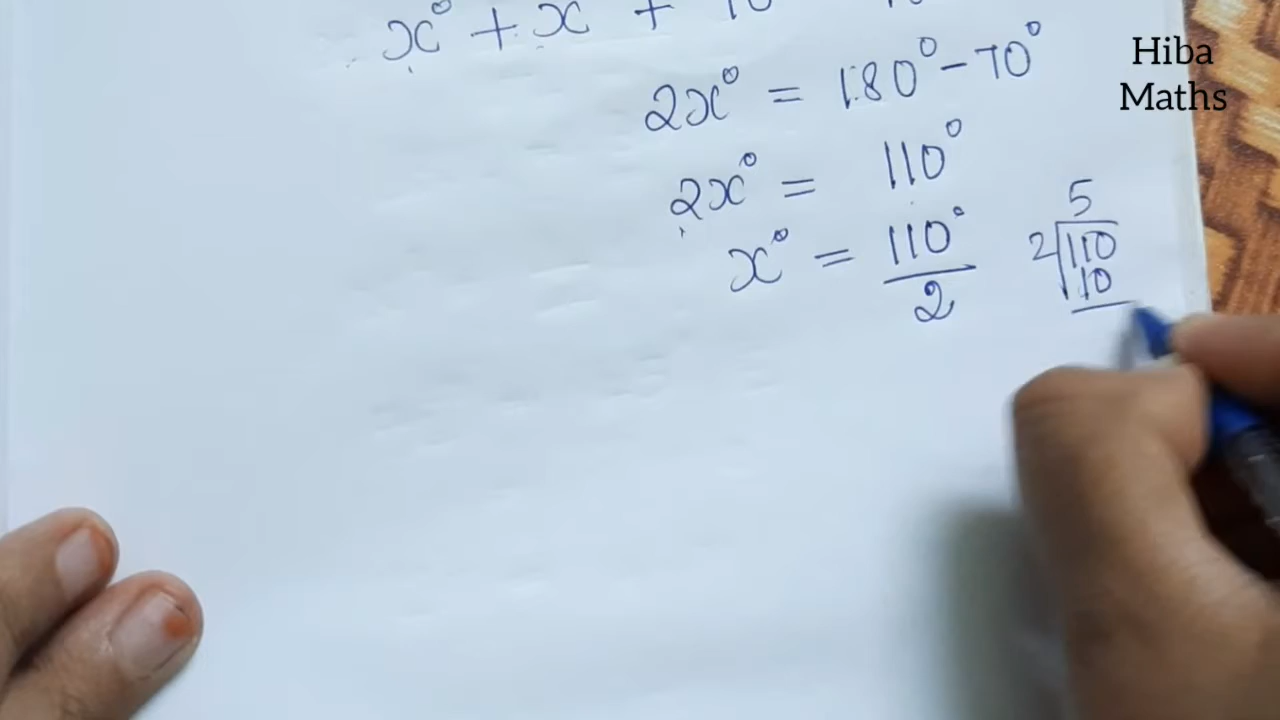 x° + x +
2x° = 180° - 70°
2x° = 110°
x° = 110° / 2
5
2 110
10
Hiba
Maths